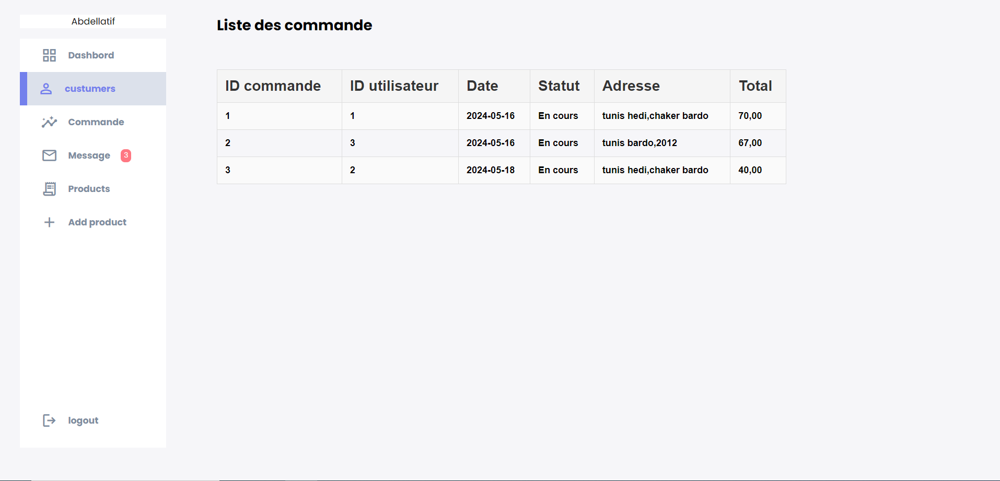 Abdellatif
Dashbord
custumers
Commande
Message 3
Products
Add product
logout
Liste des commande
ID commande ID utilisateur Date Statut Adresse Total
1 1 2024-05-16 En cours tunis hedi,chaker bardo 70,00
2 3 2024-05-16 En cours tunis bardo,2012 67,00
3 2 2024-05-18 En cours tunis hedi,chaker bardo 40,00